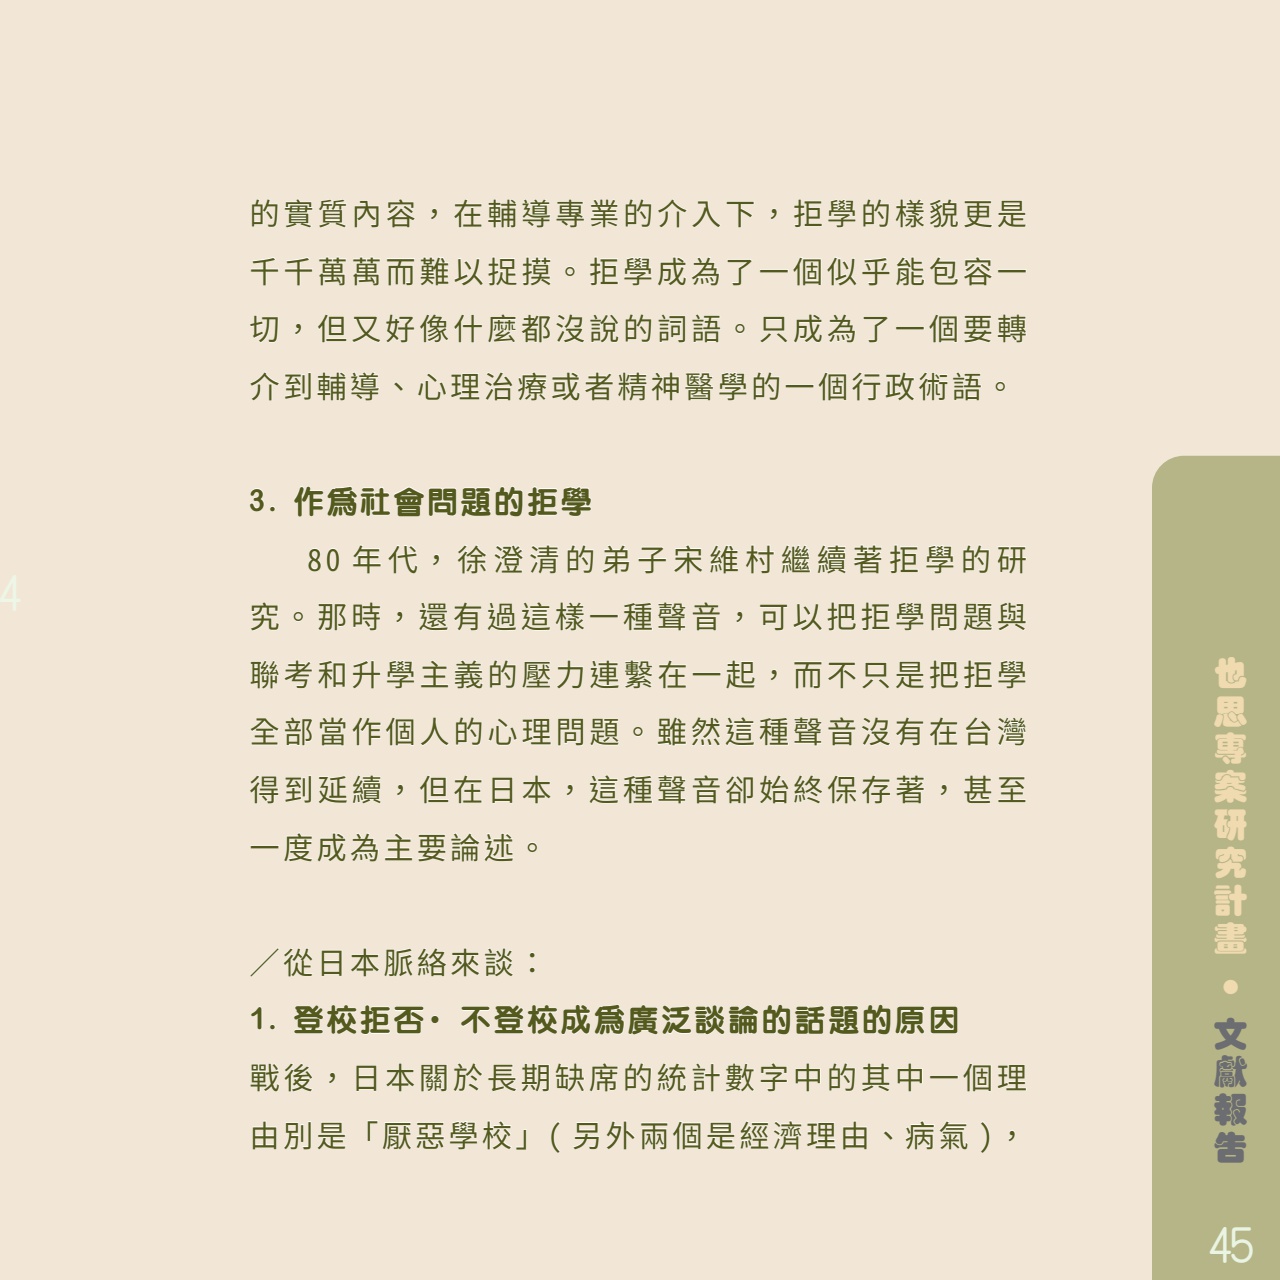 的實質內容，在輔導專業的介入下，拒學的樣貌更是
千千萬萬而難以捉摸。拒學成為了一個似乎能包容一
切，但又好像什麼都沒說的詞語。只成為了一個要轉
介到輔導、心理治療或者精神醫學的一個行政術語。
3. 作為社會問題的拒學
80 年代，徐澄清的弟子宋維村繼續著拒學的研
究。那時，還有過這樣一種聲音，可以把拒學問題與
聯考和升學主義的壓力連繫在一起，而不只是把拒學
全部當作個人的心理問題。雖然這種聲音沒有在台灣
得到延續，但在日本，這種聲音卻始終保存著，甚至
一度成為主要論述。
／從日本脈絡來談：
1. 登校拒否・不登校成為廣泛談論的話題的原因
戰後，日本關於長期缺席的統計數字中的其中一個理
由別是「厭惡學校」( 另外兩個是經濟理由、病氣 )，
4
也思專案研究計畫・文獻報告
45